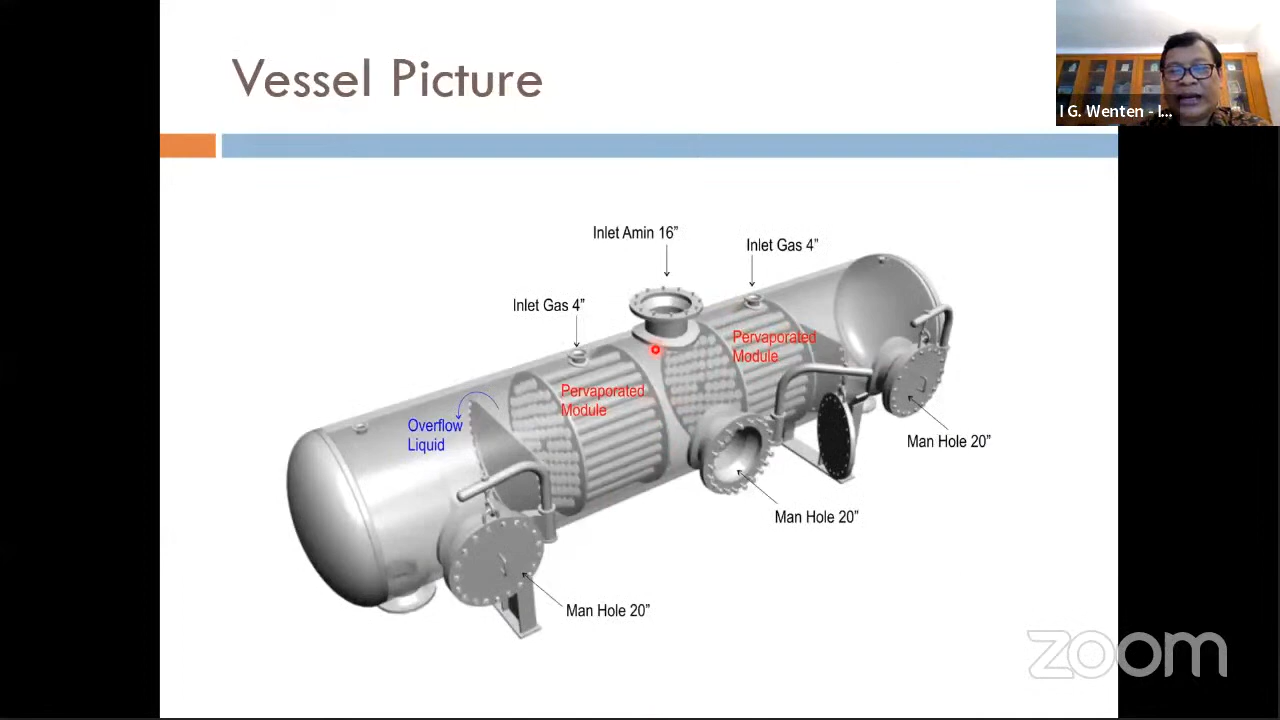 Vessel Picture
I G. Wenten - I...
Inlet Amin 16”
Inlet Gas 4”
Inlet Gas 4”
Pervaporated
Module
Pervaporated
Module
Overflow
Liquid
Man Hole 20”
Man Hole 20”
Man Hole 20”
zoom